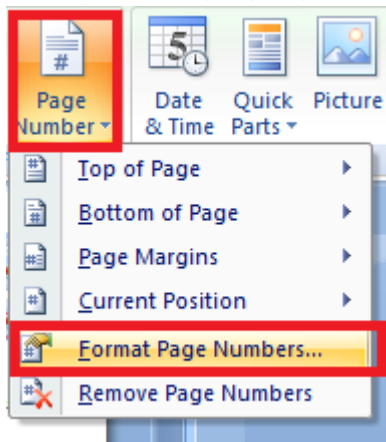 Page Number
Date & Time
Quick Parts
Picture
Top of Page
Bottom of Page
Page Margins
Current Position
Format Page Numbers...
Remove Page Numbers